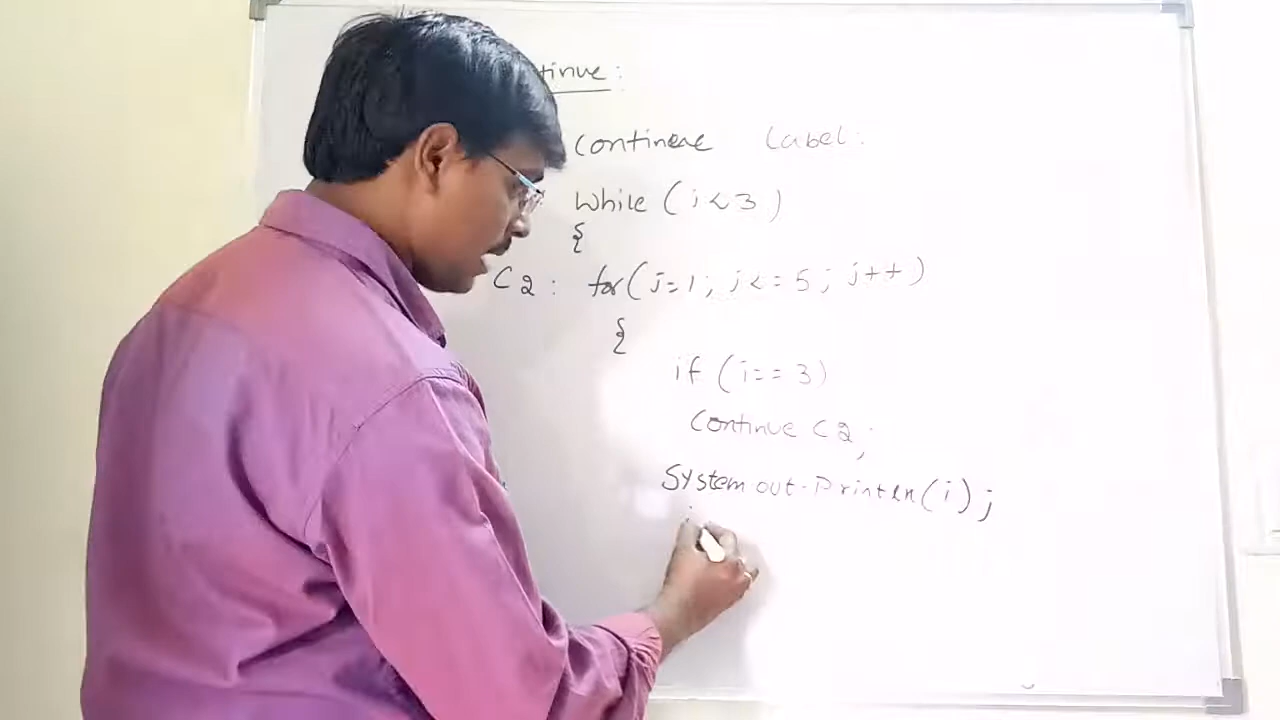 tinue:
Continue Label:
While (i<3)
{
C2: for(j=1; j<=5; j++)
{
if (i==3)
Continue C2;
System.out.Println(i);